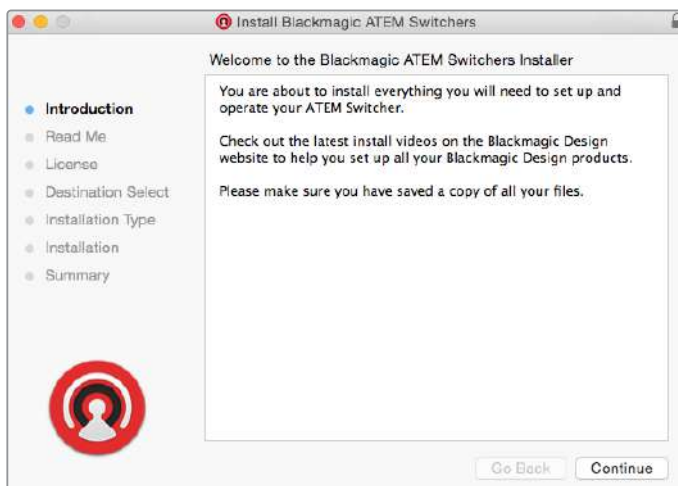 Install Blackmagic ATEM Switchers
Welcome to the Blackmagic ATEM Switchers Installer
Introduction
Read Me
License
Destination Select
Installation Type
Installation
Summary
You are about to install everything you will need to set up and
operate your ATEM Switcher.
Check out the latest install videos on the Blackmagic Design
website to help you set up all your Blackmagic Design products.
Please make sure you have saved a copy of all your files.
Go Back
Continue